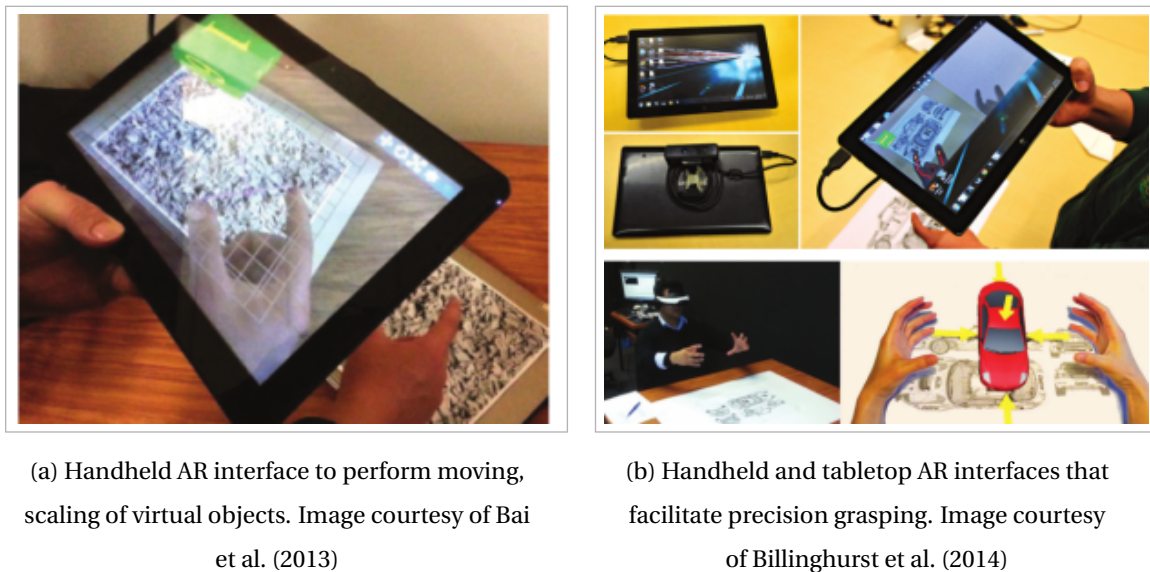 (a) Handheld AR interface to perform moving,
scaling of virtual objects. Image courtesy of Bai
et al. (2013)
(b) Handheld and tabletop AR interfaces that
facilitate precision grasping. Image courtesy
of Billinghurst et al. (2014)